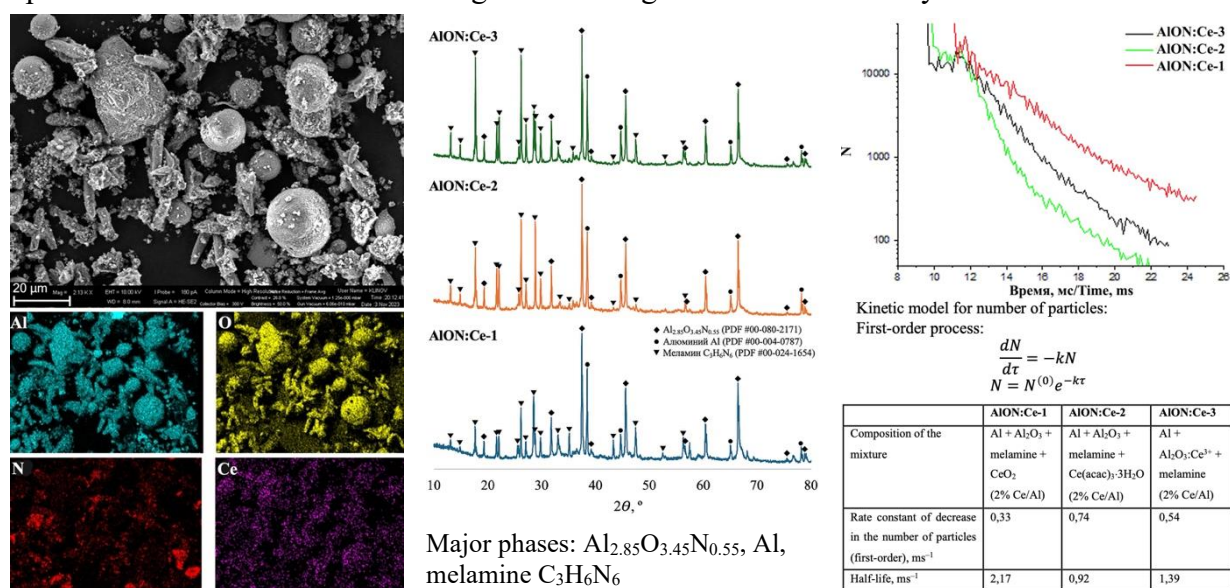 AlON:Ce-3
AlON:Ce-2
AlON:Ce-1
◆ Al2.85O3.45N0.55 (PDF #00-080-2171)
● Алюминий Al (PDF #00-004-0787)
▼ Меламин C3H6N6 (PDF #00-024-1654)
10 20 30 40 50 60 70 80
2θ, °
Major phases: Al2.85O3.45N0.55, Al,
melamine C3H6N6
20 µm
Al
O
N
Ce
AlON:Ce-3
AlON:Ce-2
AlON:Ce-1
10000
1000
100
N
8 10 12 14 16 18 20 22 24 26
Время, мс/Time, ms
Kinetic model for number of particles:
First-order process:
dN/dτ = −kN
N = N(0)e−kτ
AlON:Ce-1 AlON:Ce-2 AlON:Ce-3
Composition of the mixture
Al + Al2O3 + melamine + CeO2 (2% Ce/Al)
Al + Al2O3 + melamine + Ce(acac)3·3H2O (2% Ce/Al)
Al + Al2O3:Ce3+ + melamine (2% Ce/Al)
Rate constant of decrease in the number of particles (first-order), ms−1
0,33 0,74 0,54
Half-life, ms−1 2,17 0,92 1,39